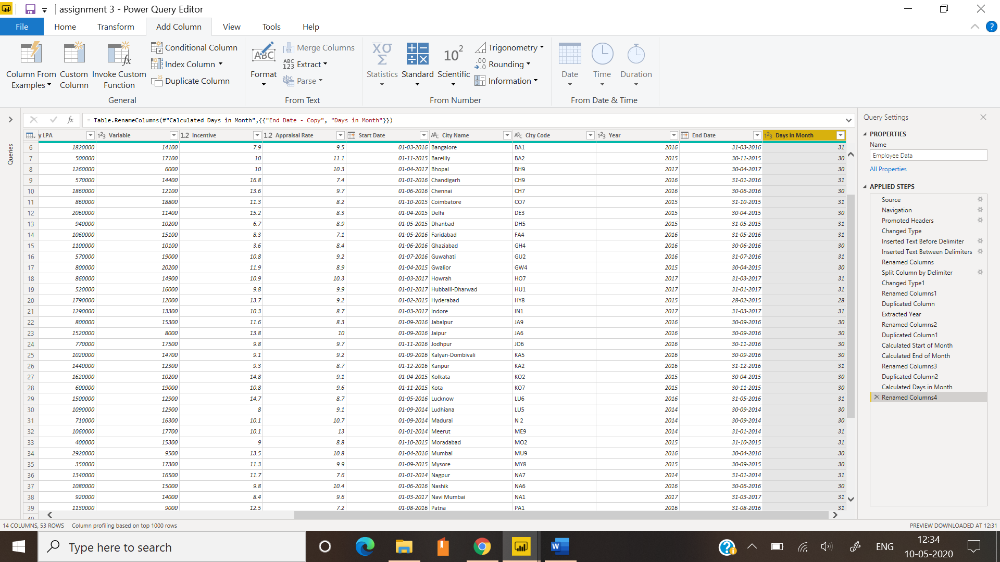 assignment 3 - Power Query Editor
File Home Transform Add Column View Tools Help
Column From Examples
Custom Column
Invoke Custom Function
Conditional Column
Index Column
Duplicate Column
General
Format
Merge Columns
Extract
Parse
From Text
Statistics
Standard
Scientific
Trigonometry
Rounding
Information
From Number
Date
Time
Duration
From Date & Time
= Table.RenameColumns(#"Calculated Days in Month",{{"End Date - Copy", "Days in Month"}})
Queries
y LPA Variable Incentive Appraisal Rate Start Date City Name City Code Year End Date Days in Month
6 1820000 14100 7.9 9.5 01-03-2016 Bangalore BA1 2016 31-03-2016 31
7 500000 17100 10 11.1 01-11-2015 Bareilly BA2 2015 30-11-2015 30
8 1260000 6000 10 10.3 01-04-2017 Bhopal BH9 2017 30-04-2017 30
9 570000 14400 16.8 7.4 01-01-2016 Chandigarh CH9 2016 31-01-2016 31
10 1860000 12100 13.6 9.7 01-06-2016 Chennai CH7 2016 30-06-2016 30
11 860000 18800 11.3 8.2 01-10-2015 Coimbatore CO7 2015 31-10-2015 31
12 2060000 11400 15.2 8.3 01-04-2015 Delhi DE3 2015 30-04-2015 30
13 940000 10200 6.7 8.9 01-05-2015 Dhanbad DH5 2015 31-05-2015 31
14 1060000 15100 8.3 7.1 01-05-2016 Faridabad FA4 2016 31-05-2016 31
15 1100000 10100 3.6 8.4 01-06-2016 Ghaziabad GH4 2016 30-06-2016 30
16 570000 19000 10.8 9.2 01-07-2016 Guwahati GU2 2016 31-07-2016 31
17 800000 20200 11.9 8.9 01-04-2015 Gwalior GW4 2015 30-04-2015 30
18 860000 14900 10.9 10.3 01-03-2017 Howrah HO7 2017 31-03-2017 31
19 520000 16000 9.8 9.9 01-01-2017 Hubballi-Dharwad HU1 2017 31-01-2017 31
20 1790000 12000 13.7 9.2 01-02-2015 Hyderabad HY8 2015 28-02-2015 28
21 1290000 13300 10.3 8.7 01-03-2017 Indore IN1 2017 31-03-2017 31
22 800000 15300 11.6 8.3 01-09-2016 Jabalpur JA9 2016 30-09-2016 30
23 1520000 8000 13.8 10 01-09-2016 Jaipur JA6 2016 30-09-2016 30
24 770000 17500 9.8 9.7 01-11-2016 Jodhpur JO6 2016 30-11-2016 30
25 1020000 14700 9.1 9.2 01-09-2016 Kalyan-Dombivali KA5 2016 30-09-2016 30
26 1440000 12300 9.3 8.7 01-12-2016 Kanpur KA2 2016 31-12-2016 31
27 1620000 10200 14.8 9.1 01-04-2015 Kolkata KO2 2015 30-04-2015 30
28 600000 19000 10.8 9.6 01-11-2015 Kota KO7 2015 30-11-2015 30
29 1500000 12900 14.7 8.7 01-05-2016 Lucknow LU6 2016 31-05-2016 31
30 1090000 12900 8 9.1 01-09-2014 Ludhiana LU5 2014 30-09-2014 30
31 710000 16300 10.1 10.7 01-09-2014 Madurai N 2 2014 30-09-2014 30
32 1060000 17700 10.1 13 01-01-2014 Meerut ME9 2014 31-01-2014 31
33 400000 15300 9 8.8 01-10-2015 Moradabad MO2 2015 31-10-2015 31
34 2920000 9500 13.5 10.8 01-04-2016 Mumbai MU9 2016 30-04-2016 30
35 350000 17300 11.3 9.9 01-09-2015 Mysore MY8 2015 30-09-2015 30
36 1340000 16500 11.7 7.6 01-01-2014 Nagpur NA7 2014 31-01-2014 31
37 1080000 15000 9.8 10.4 01-06-2016 Nashik NA6 2016 30-06-2016 30
38 920000 14000 8.4 9.6 01-03-2017 Navi Mumbai NA1 2017 31-03-2017 31
39 1130000 9000 12.5 7.2 01-08-2016 Patna PA1 2016 31-08-2016 31
40
Query Settings
PROPERTIES
Name
Employee Data
All Properties
APPLIED STEPS
Source
Navigation
Promoted Headers
Changed Type
Inserted Text Before Delimiter
Inserted Text Between Delimiters
Renamed Columns
Split Column by Delimiter
Changed Type1
Renamed Columns1
Duplicated Column
Extracted Year
Renamed Columns2
Duplicated Column1
Calculated Start of Month
Calculated End of Month
Renamed Columns3
Duplicated Column2
Calculated Days in Month
Renamed Columns4
14 COLUMNS, 53 ROWS Column profiling based on top 1000 rows PREVIEW DOWNLOADED AT 12:31
Type here to search
ENG
12:34
10-05-2020